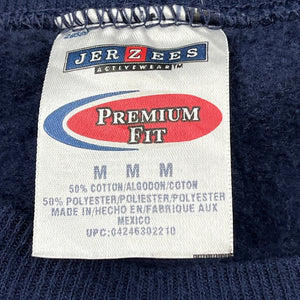 JERZEES
ACTIVEWEAR™
PREMIUM
FIT
M M M
50% COTTON/ALGODON/COTON
50% POLYESTER/POLIESTER/POLYESTER
MADE IN/HECHO EN/FABRIQUE AUX
MEXICO
UPC:04246302210